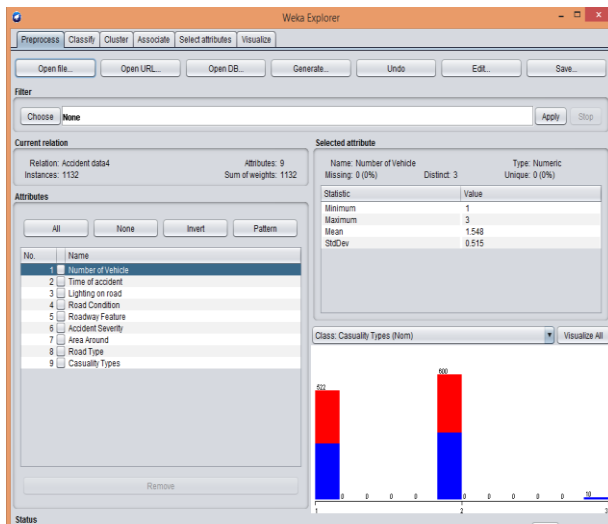 Weka Explorer
Preprocess Classify Cluster Associate Select attributes Visualize
Open file... Open URL... Open DB... Generate... Undo Edit... Save...
Filter
Choose None Apply Stop
Current relation
Relation: Accident data4 Attributes: 9
Instances: 1132 Sum of weights: 1132
Attributes
All None Invert Pattern
No. Name
1 Number of Vehicle
2 Time of accident
3 Lighting on road
4 Road Condition
5 Roadway Feature
6 Accident Severity
7 Area Around
8 Road Type
9 Casuality Types
Remove
Status
Selected attribute
Name: Number of Vehicle Type: Numeric
Missing: 0 (0%) Distinct: 3 Unique: 0 (0%)
Statistic Value
Minimum 1
Maximum 3
Mean 1.548
StdDev 0.515
Class: Casuality Types (Nom) Visualize All
522 0 0 0 0 600 0 0 0 0 10
1 2 3